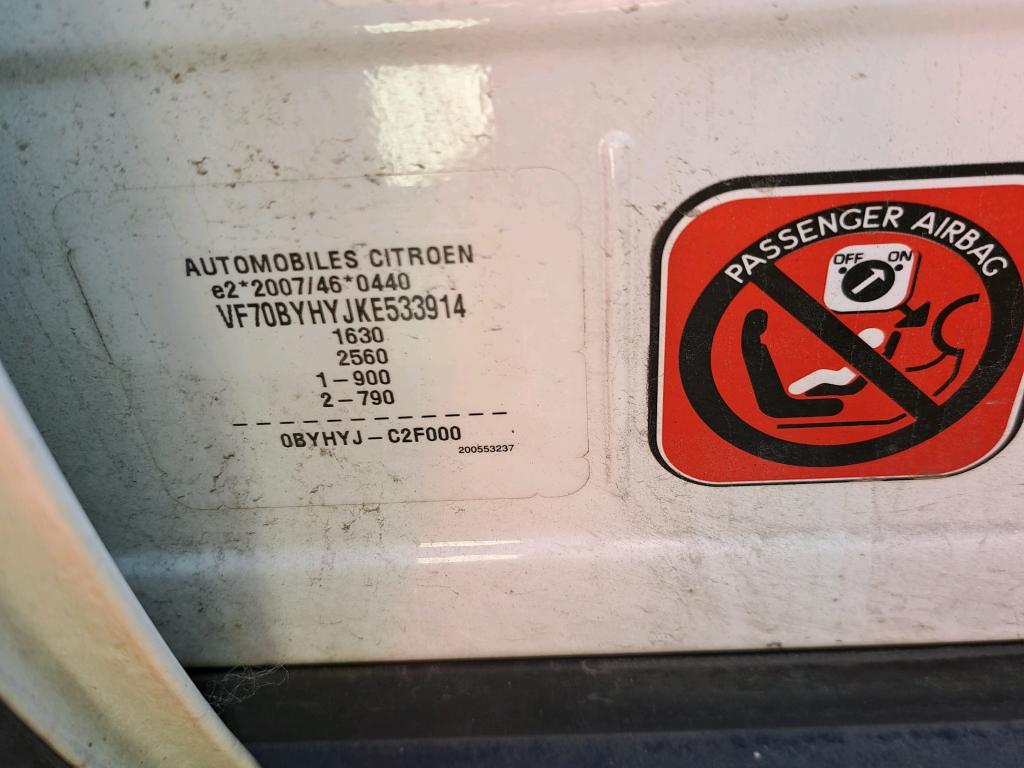 AUTOMOBILES CITROEN
e2*2007/46*0440
VF70BYHYJKE533914
1630
2560
1-900
2-790
0BYHYJ-C2F000
200553237
PASSENGER AIRBAG
OFF ON